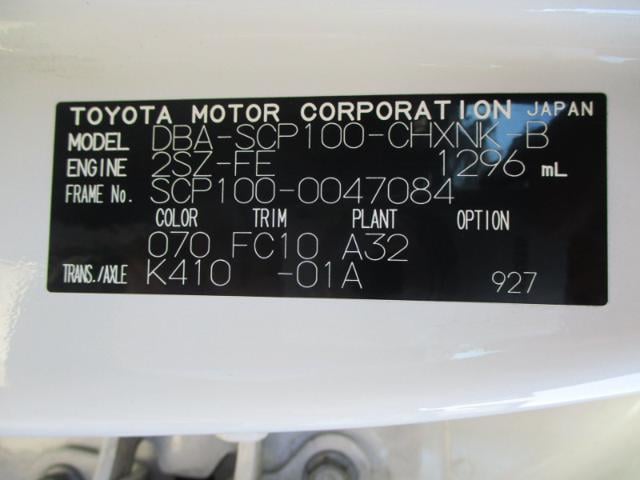 TOYOTA MOTOR CORPORATION JAPAN
MODEL DBA-SCP100-CHXNK-B
ENGINE 2SZ-FE 1296 mL
FRAME No. SCP100-0047084
COLOR TRIM PLANT OPTION
070 FC10 A32
TRANS./AXLE K410 -01A 927